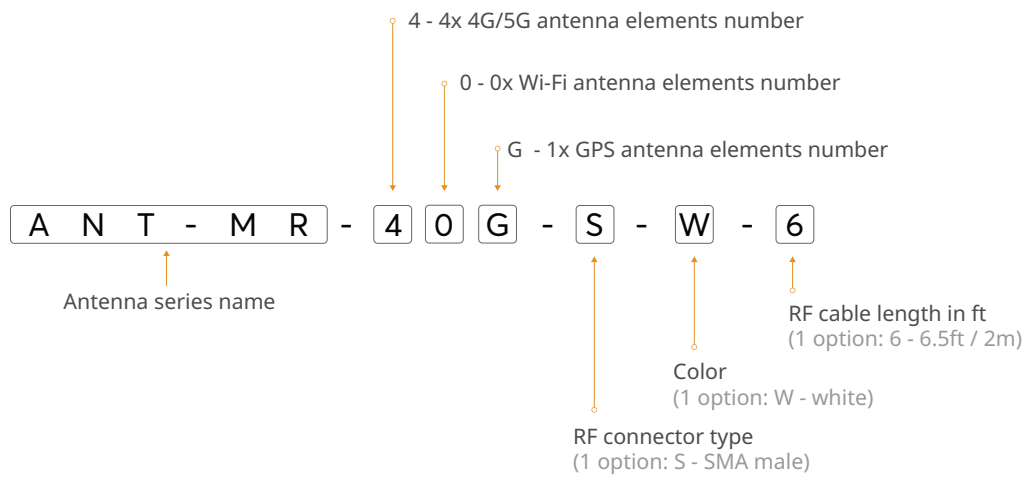 4 - 4x 4G/5G antenna elements number
0 - 0x Wi-Fi antenna elements number
G - 1x GPS antenna elements number
A N T - M R - 4 0 G - S - W - 6
Antenna series name
RF cable length in ft
(1 option: 6 - 6.5ft / 2m)
Color
(1 option: W - white)
RF connector type
(1 option: S - SMA male)